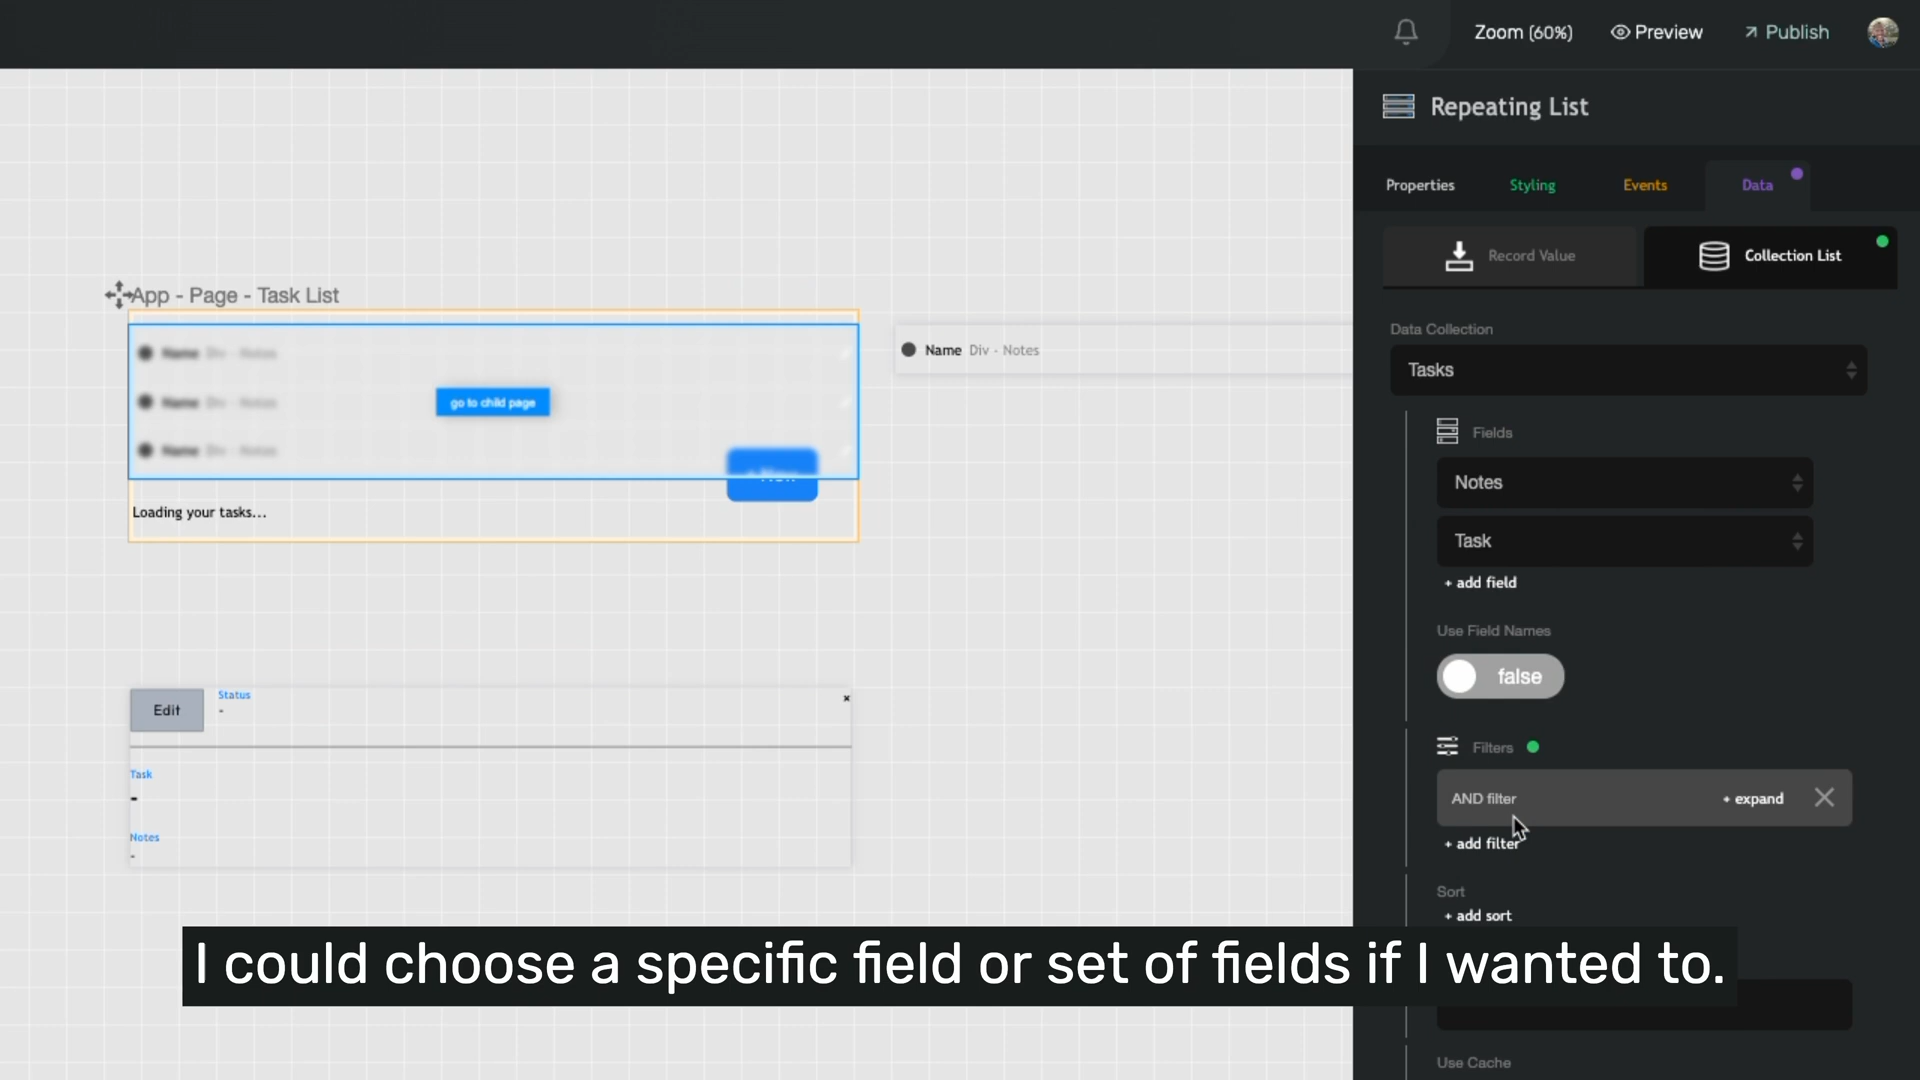 Zoom (60%)
Preview
Publish
Repeating List
Properties
Styling
Events
Data
Record Value
Collection List
Data Collection
Tasks
Fields
Notes
Task
+ add field
Use Field Names
false
Filters
AND filter
+ expand
+ add filter
Sort
+ add sort
Use Cache
App - Page - Task List
Name Div - Notes
Name Div - Notes
go to child page
Name Div - Notes
+ New
Loading your tasks...
Name Div - Notes
Edit
Status
-
×
Task
-
Notes
-
I could choose a specific field or set of fields if I wanted to.